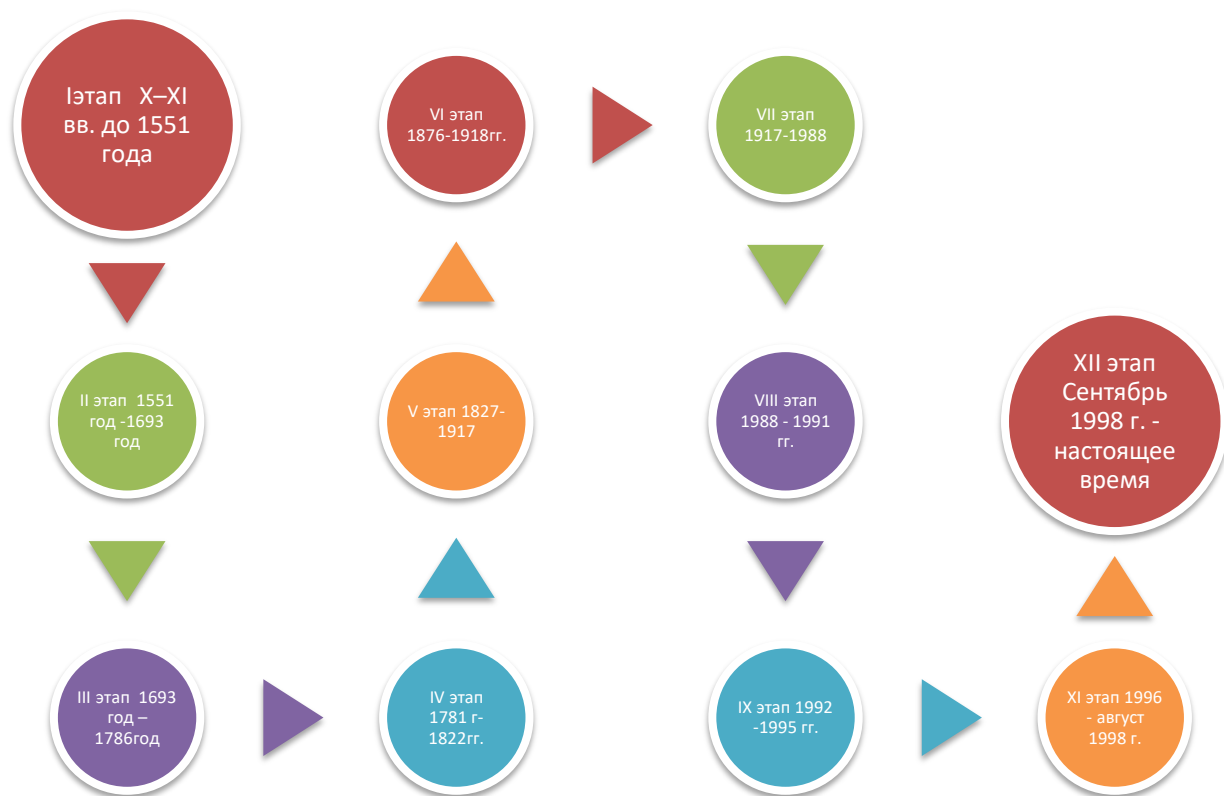 Iэтап X–XI
вв. до 1551
года
II этап 1551
год -1693
год
III этап 1693
год –
1786год
IV этап
1781 г-
1822гг.
V этап 1827-
1917
VI этап
1876-1918гг.
VII этап
1917-1988
VIII этап
1988 - 1991
гг.
IX этап 1992
-1995 гг.
XI этап 1996
- август
1998 г.
XII этап
Сентябрь
1998 г. -
настоящее
время